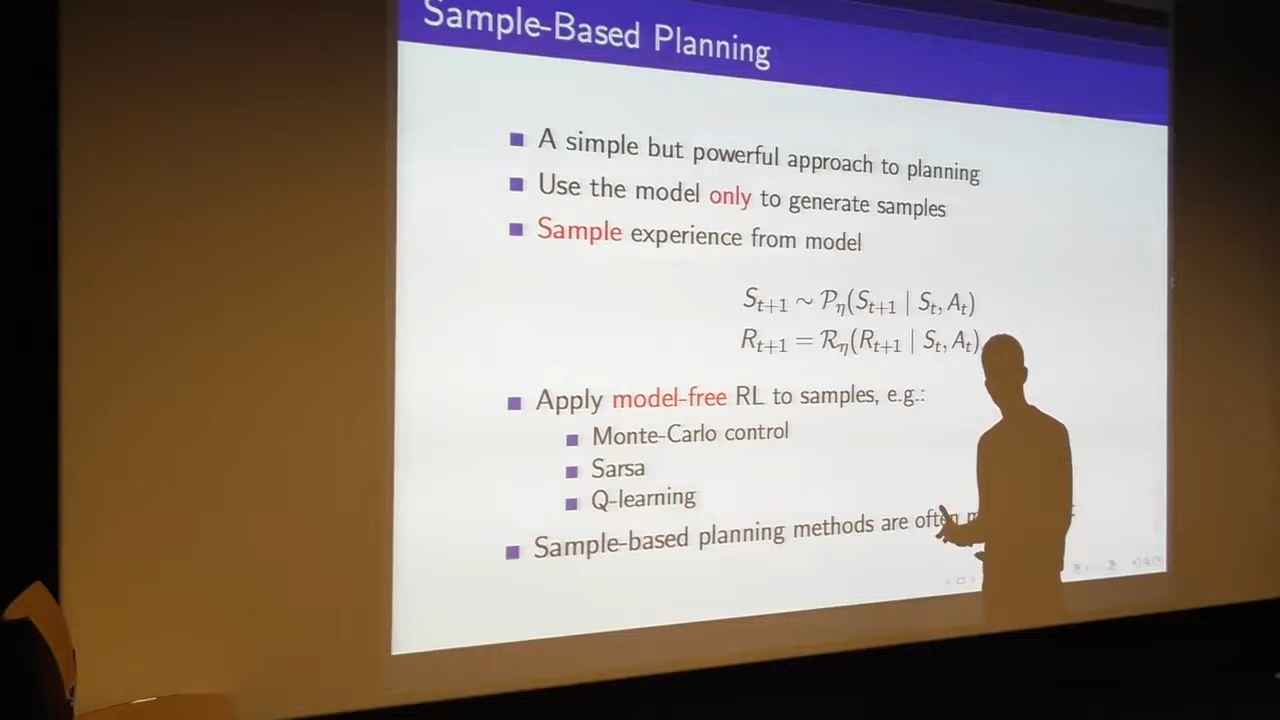 Sample-Based Planning
A simple but powerful approach to planning
Use the model only to generate samples
Sample experience from model
S_{t+1} ~ 𝒫_η(S_{t+1} | S_t, A_t)
R_{t+1} = ℛ_η(R_{t+1} | S_t, A_t)
Apply model-free RL to samples, e.g.:
Monte-Carlo control
Sarsa
Q-learning
Sample-based planning methods are often